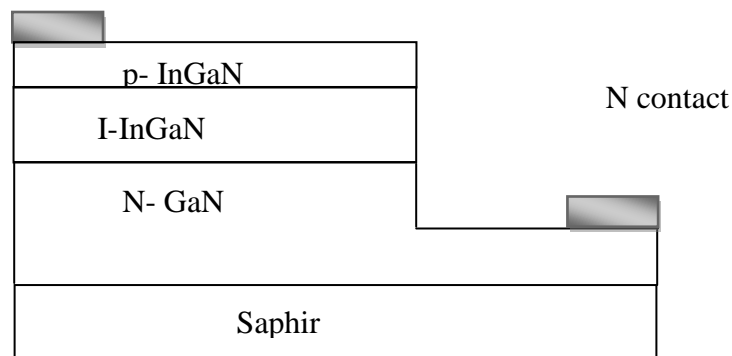 p- InGaN
N contact
I-InGaN
N- GaN
Saphir